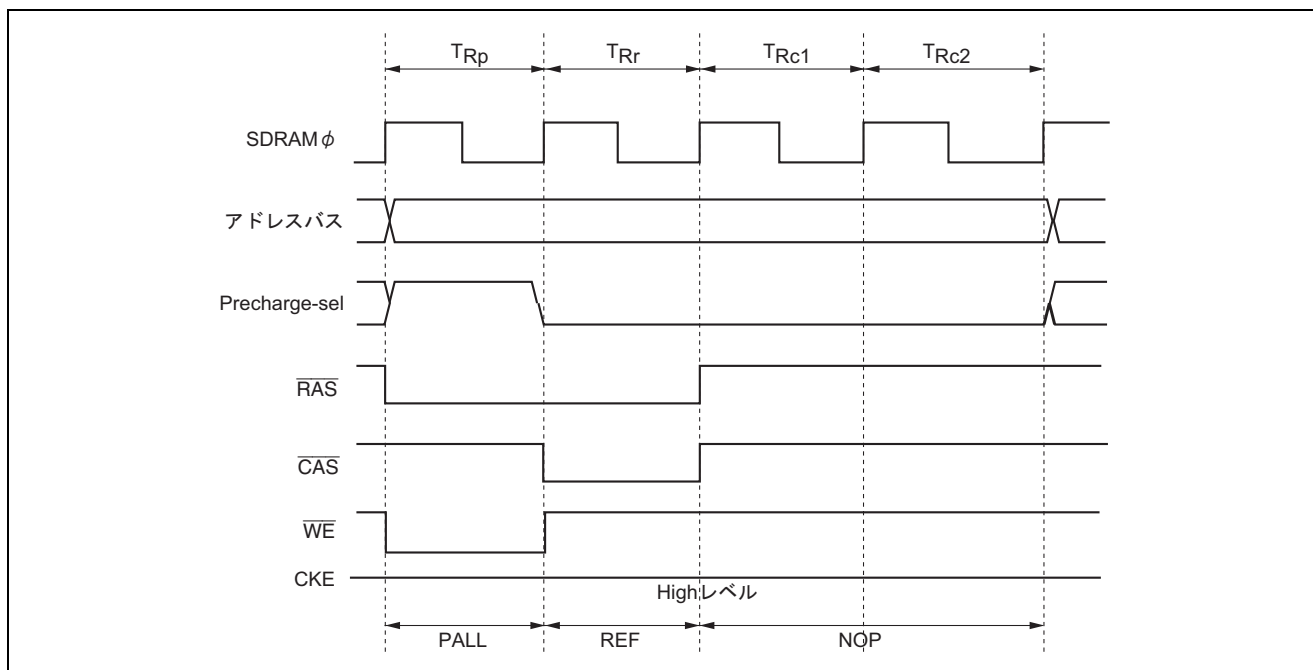 TRp TRr TRc1 TRc2
SDRAMφ
アドレスバス
Precharge-sel
RAS
CAS
WE
CKE
Highレベル
PALL REF NOP